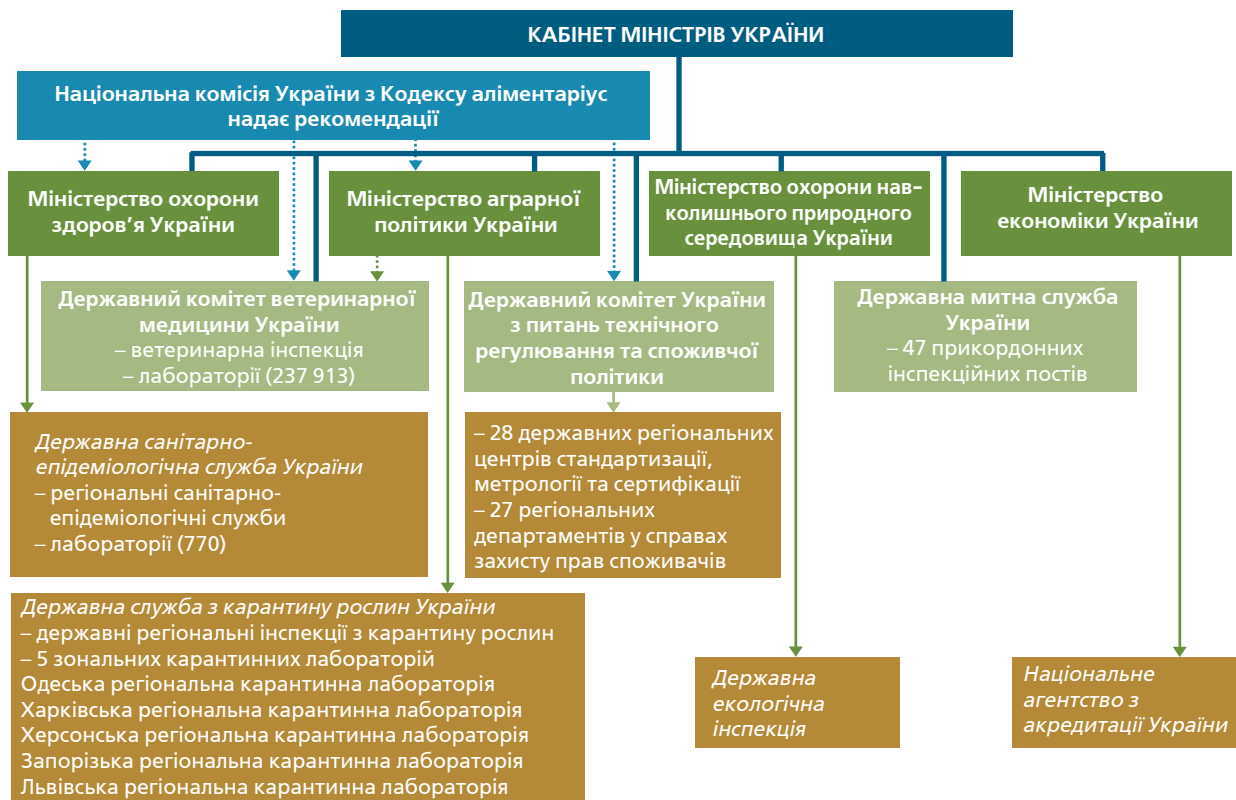 КАБІНЕТ МІНІСТРІВ УКРАЇНИ
Національна комісія України з Кодексу аліментаріус
надає рекомендації
Міністерство охорони
здоров’я України
Міністерство аграрної
політики України
Міністерство охорони нав–
колишнього природного
середовища України
Міністерство
економіки України
Державний комітет ветеринарної
медицини України
– ветеринарна інспекція
– лабораторії (237 913)
Державний комітет України
з питань технічного
регулювання та споживчої
політики
Державна митна служба
України
– 47 прикордонних
інспекційних постів
Державна санітарно-
епідеміологічна служба України
– регіональні санітарно-
епідеміологічні служби
– лабораторії (770)
– 28 державних регіональних
центрів стандартизації,
метрології та сертифікації
– 27 регіональних
департаментів у справах
захисту прав споживачів
Державна служба з карантину рослин України
– державні регіональні інспекції з карантину рослин
– 5 зональних карантинних лабораторій
Одеська регіональна карантинна лабораторія
Харківська регіональна карантинна лабораторія
Херсонська регіональна карантинна лабораторія
Запорізька регіональна карантинна лабораторія
Львівська регіональна карантинна лабораторія
Державна
екологічна
інспекція
Національне
агентство з
акредитації України